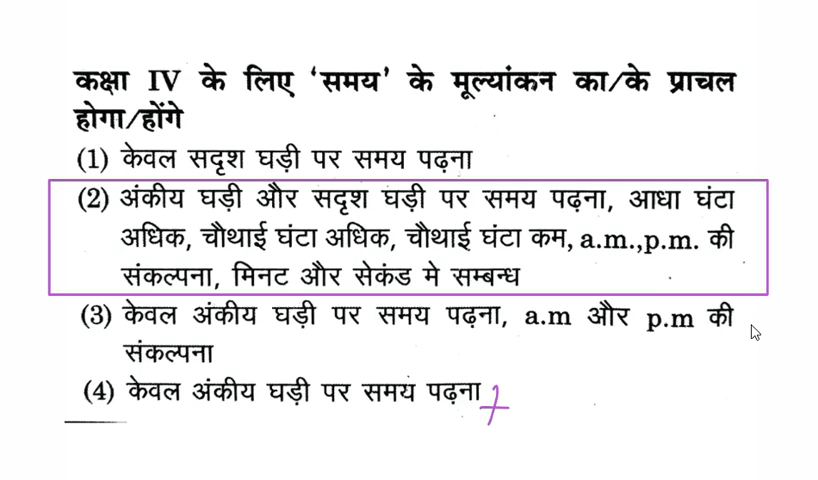 कक्षा IV के लिए ‘समय’ के मूल्यांकन का/के प्राचल
होगा/होंगे
(1) केवल सदृश घड़ी पर समय पढ़ना
(2) अंकीय घड़ी और सदृश घड़ी पर समय पढ़ना, आधा घंटा
अधिक, चौथाई घंटा अधिक, चौथाई घंटा कम, a.m.,p.m. की
संकल्पना, मिनट और सेकंड मे सम्बन्ध
(3) केवल अंकीय घड़ी पर समय पढ़ना, a.m और p.m की
संकल्पना
(4) केवल अंकीय घड़ी पर समय पढ़ना